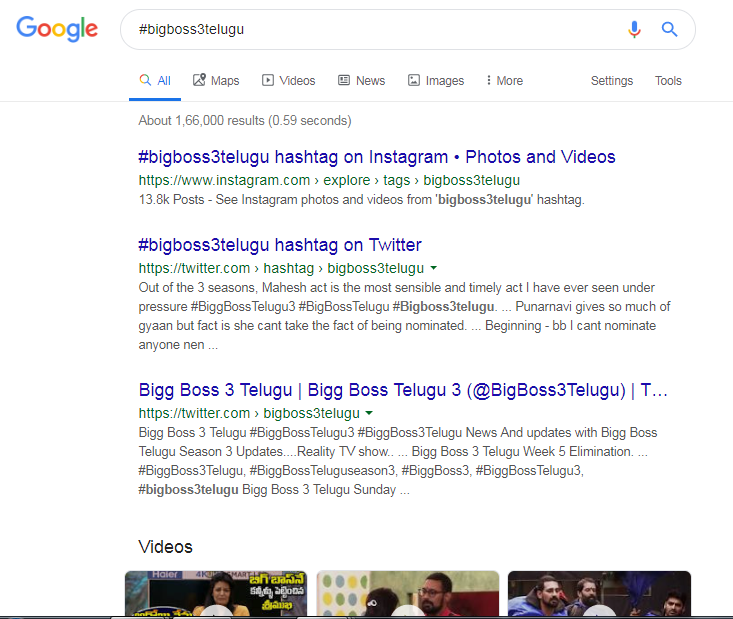 Google
#bigboss3telugu
All Maps Videos News Images More Settings Tools
About 1,66,000 results (0.59 seconds)
#bigboss3telugu hashtag on Instagram • Photos and Videos
https://www.instagram.com › explore › tags › bigboss3telugu
13.8k Posts - See Instagram photos and videos from 'bigboss3telugu' hashtag.
#bigboss3telugu hashtag on Twitter
https://twitter.com › hashtag › bigboss3telugu
Out of the 3 seasons, Mahesh act is the most sensible and timely act I have ever seen under
pressure #BiggBossTelugu3 #BigBossTelugu #Bigboss3telugu. ... Punarnavi gives so much of
gyaan but fact is she cant take the fact of being nominated. ... Beginning - bb I cant nominate
anyone nen ...
Bigg Boss 3 Telugu | Bigg Boss Telugu 3 (@BigBoss3Telugu) | T...
https://twitter.com › bigboss3telugu
Bigg Boss 3 Telugu #BiggBossTelugu3 #BiggBoss3Telugu News And updates with Bigg Boss
Telugu Season 3 Updates....Reality TV show.. ... Bigg Boss 3 Telugu Week 5 Elimination. ...
#BiggBoss3Telugu, #BiggBossTeluguseason3, #BiggBoss3, #BiggBossTelugu3,
#bigboss3telugu Bigg Boss 3 Telugu Sunday ...
Videos
Haier
బిగ్ బాస్‌నే
కన్నీళ్లు పెట్టించిన
శ్రీముఖి